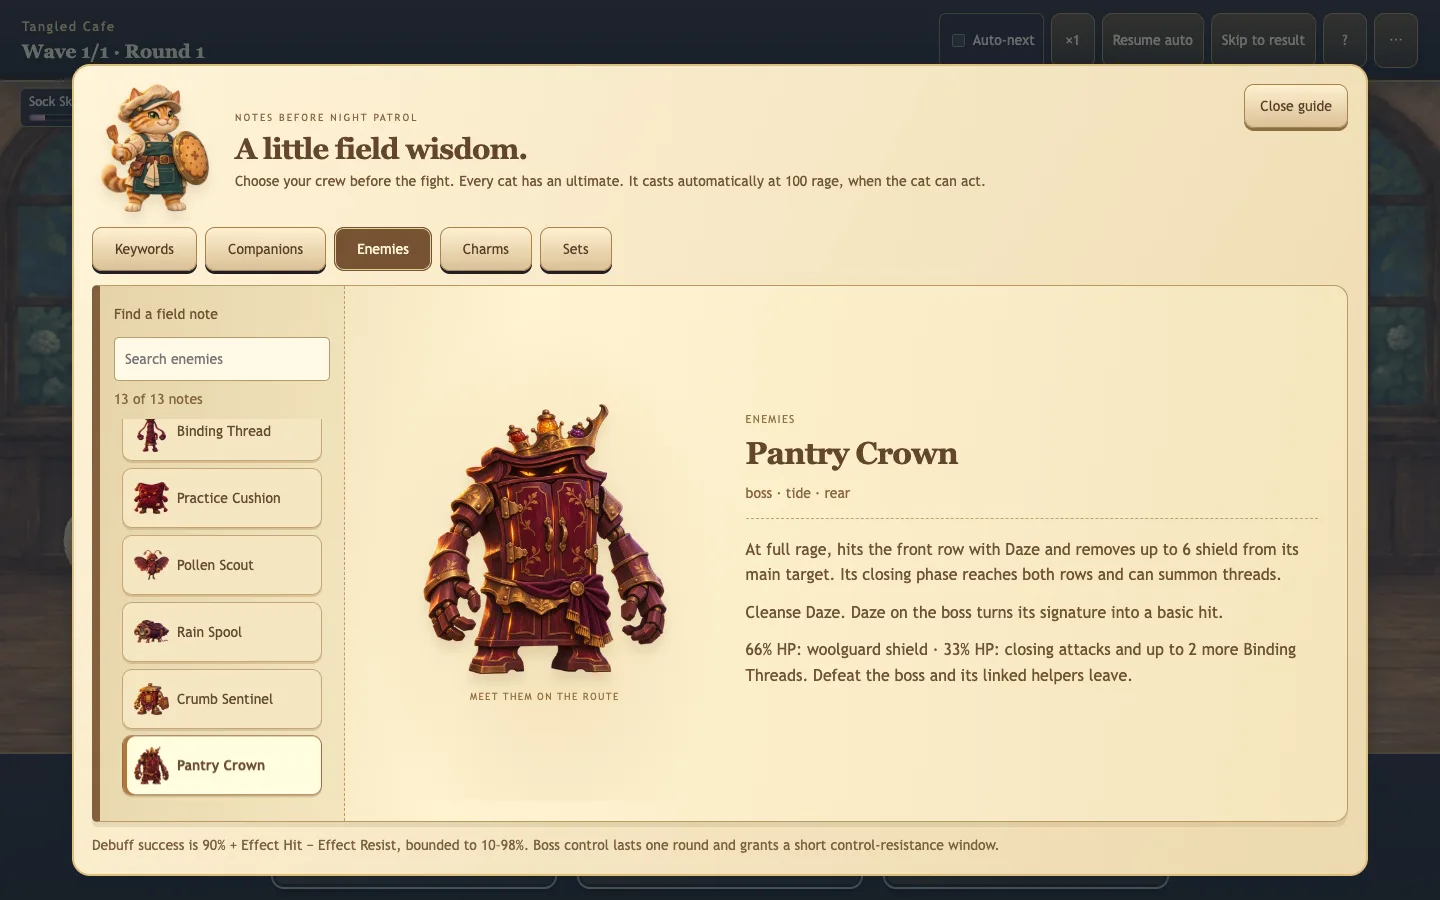 Tangled Cafe
Wave 1/1 · Round 1
Auto-next
×1
Resume auto
Skip to result
?
···
Sock Sk
NOTES BEFORE NIGHT PATROL
A little field wisdom.
Choose your crew before the fight. Every cat has an ultimate. It casts automatically at 100 rage, when the cat can act.
Close guide
Keywords
Companions
Enemies
Charms
Sets
Find a field note
Search enemies
13 of 13 notes
Binding Thread
Practice Cushion
Pollen Scout
Rain Spool
Crumb Sentinel
Pantry Crown
MEET THEM ON THE ROUTE
ENEMIES
Pantry Crown
boss · tide · rear
At full rage, hits the front row with Daze and removes up to 6 shield from its
main target. Its closing phase reaches both rows and can summon threads.
Cleanse Daze. Daze on the boss turns its signature into a basic hit.
66% HP: woolguard shield · 33% HP: closing attacks and up to 2 more Binding
Threads. Defeat the boss and its linked helpers leave.
Debuff success is 90% + Effect Hit − Effect Resist, bounded to 10-98%. Boss control lasts one round and grants a short control-resistance window.